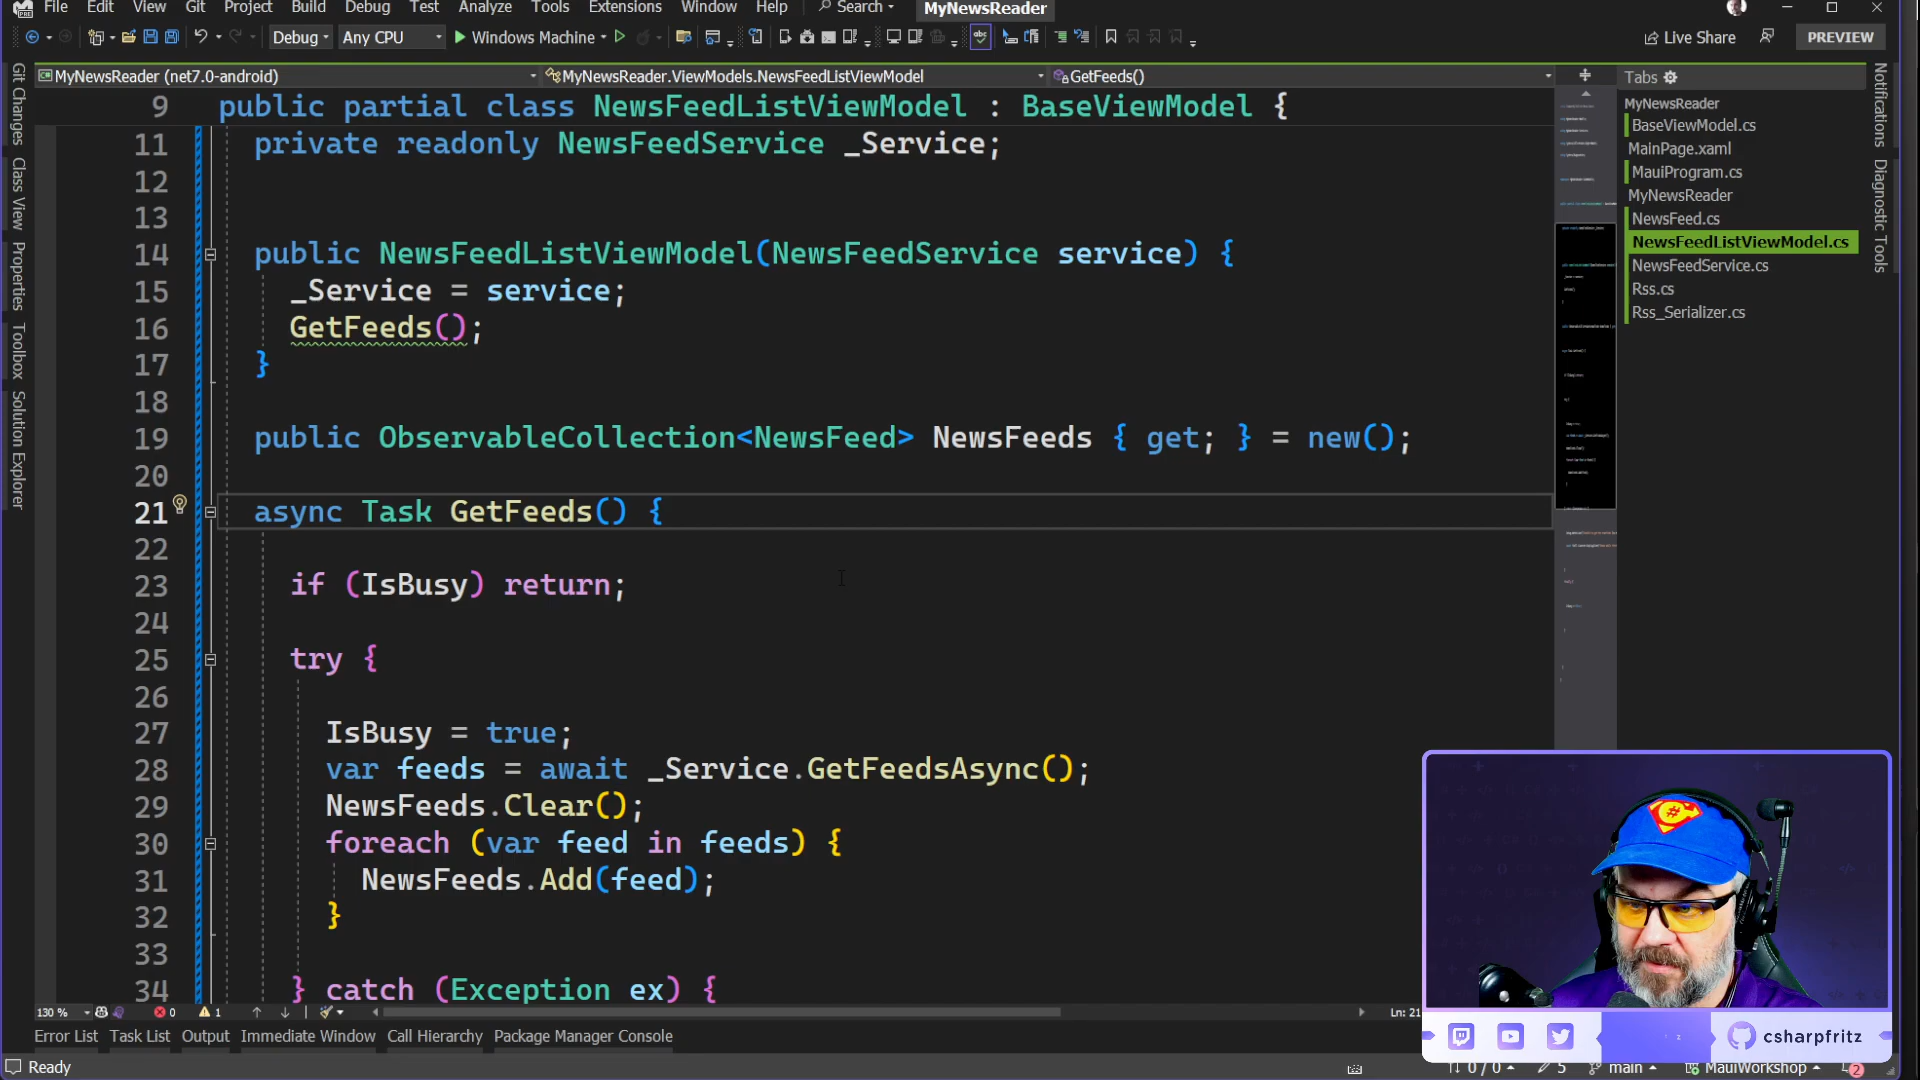 File Edit View Git Project Build Debug Test Analyze Tools Extensions Window Help Search MyNewsReader
Debug Any CPU Windows Machine Live Share PREVIEW
MyNewsReader (net7.0-android) MyNewsReader.ViewModels.NewsFeedListViewModel GetFeeds()
9 public partial class NewsFeedListViewModel : BaseViewModel {
11 private readonly NewsFeedService _Service;
12
13
14 public NewsFeedListViewModel(NewsFeedService service) {
15 _Service = service;
16 GetFeeds();
17 }
18
19 public ObservableCollection<NewsFeed> NewsFeeds { get; } = new();
20
21 async Task GetFeeds() {
22
23 if (IsBusy) return;
24
25 try {
26
27 IsBusy = true;
28 var feeds = await _Service.GetFeedsAsync();
29 NewsFeeds.Clear();
30 foreach (var feed in feeds) {
31 NewsFeeds.Add(feed);
32 }
33
34 } catch (Exception ex) {
Git Changes
Class View
Properties
Toolbox
Solution Explorer
Tabs
MyNewsReader
BaseViewModel.cs
MainPage.xaml
MauiProgram.cs
MyNewsReader
NewsFeed.cs
NewsFeedListViewModel.cs
NewsFeedService.cs
Rss.cs
Rss_Serializer.cs
Notifications
Diagnostic Tools
130 % 0 1 Ln: 21
Error List Task List Output Immediate Window Call Hierarchy Package Manager Console
csharpfritz
Ready 0 / 0 5 main MauiWorkshop 2